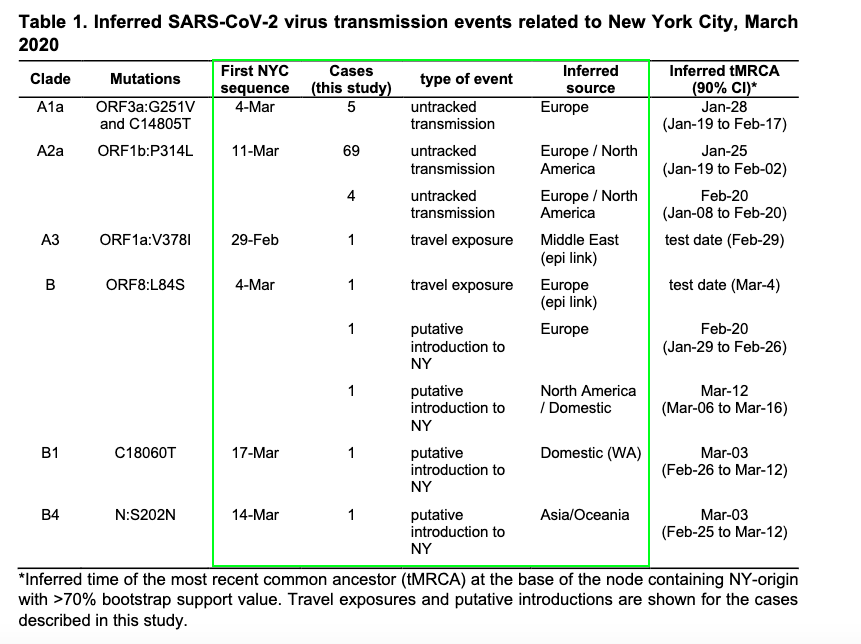 Table 1. Inferred SARS-CoV-2 virus transmission events related to New York City, March
2020
Clade Mutations First NYC sequence Cases (this study) type of event Inferred source Inferred tMRCA (90% CI)*
A1a ORF3a:G251V and C14805T 4-Mar 5 untracked transmission Europe Jan-28 (Jan-19 to Feb-17)
A2a ORF1b:P314L 11-Mar 69 untracked transmission Europe / North America Jan-25 (Jan-19 to Feb-02)
4 untracked transmission Europe / North America Feb-20 (Jan-08 to Feb-20)
A3 ORF1a:V378I 29-Feb 1 travel exposure Middle East (epi link) test date (Feb-29)
B ORF8:L84S 4-Mar 1 travel exposure Europe (epi link) test date (Mar-4)
1 putative introduction to NY Europe Feb-20 (Jan-29 to Feb-26)
1 putative introduction to NY North America / Domestic Mar-12 (Mar-06 to Mar-16)
B1 C18060T 17-Mar 1 putative introduction to NY Domestic (WA) Mar-03 (Feb-26 to Mar-12)
B4 N:S202N 14-Mar 1 putative introduction to NY Asia/Oceania Mar-03 (Feb-25 to Mar-12)
*Inferred time of the most recent common ancestor (tMRCA) at the base of the node containing NY-origin
with >70% bootstrap support value. Travel exposures and putative introductions are shown for the cases
described in this study.